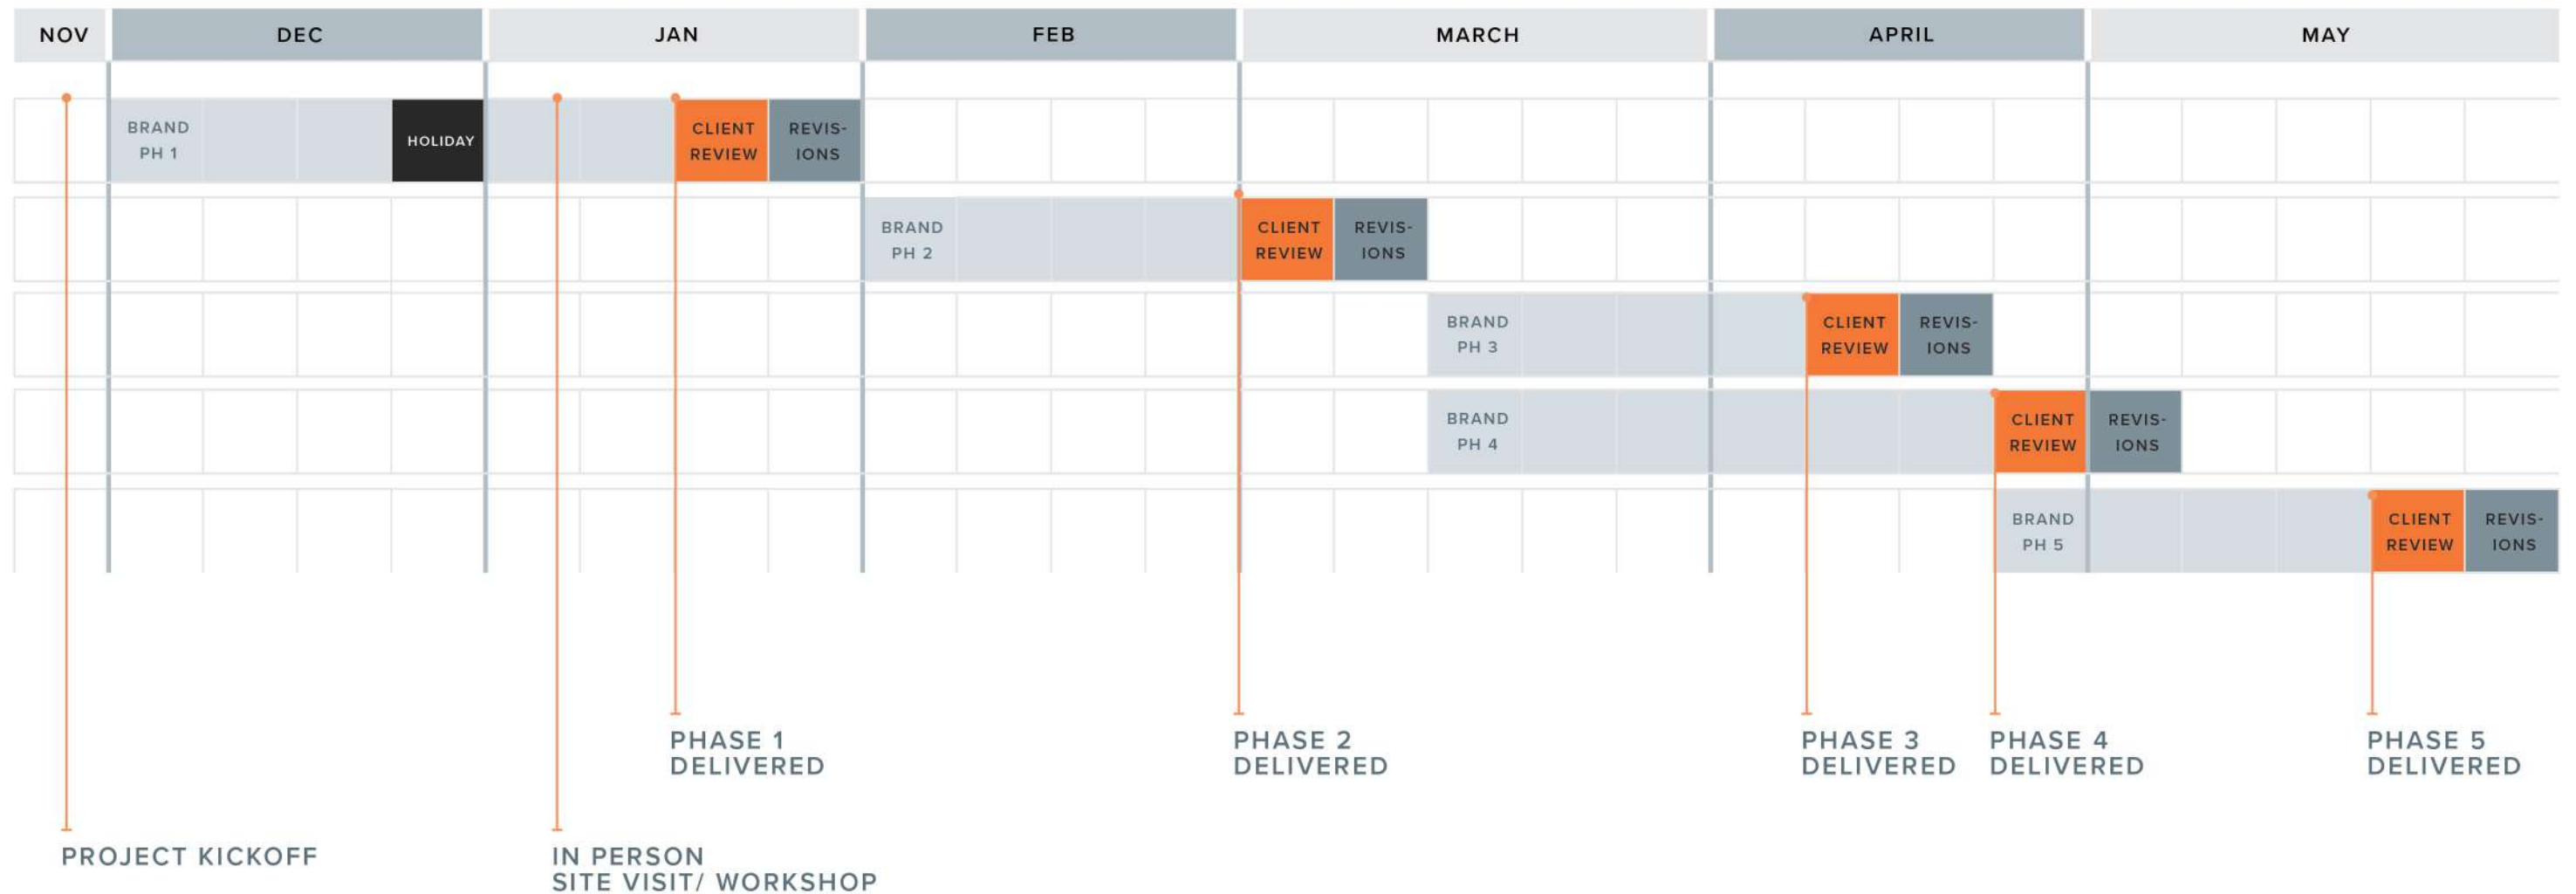 NOV
DEC
JAN
FEB
MARCH
APRIL
MAY
BRAND
PH 1
HOLIDAY
CLIENT
REVIEW
REVIS-
IONS
BRAND
PH 2
CLIENT
REVIEW
REVIS-
IONS
BRAND
PH 3
CLIENT
REVIEW
REVIS-
IONS
BRAND
PH 4
CLIENT
REVIEW
REVIS-
IONS
BRAND
PH 5
CLIENT
REVIEW
REVIS-
IONS
PHASE 1
DELIVERED
PHASE 2
DELIVERED
PHASE 3
DELIVERED
PHASE 4
DELIVERED
PHASE 5
DELIVERED
PROJECT KICKOFF
IN PERSON
SITE VISIT/ WORKSHOP